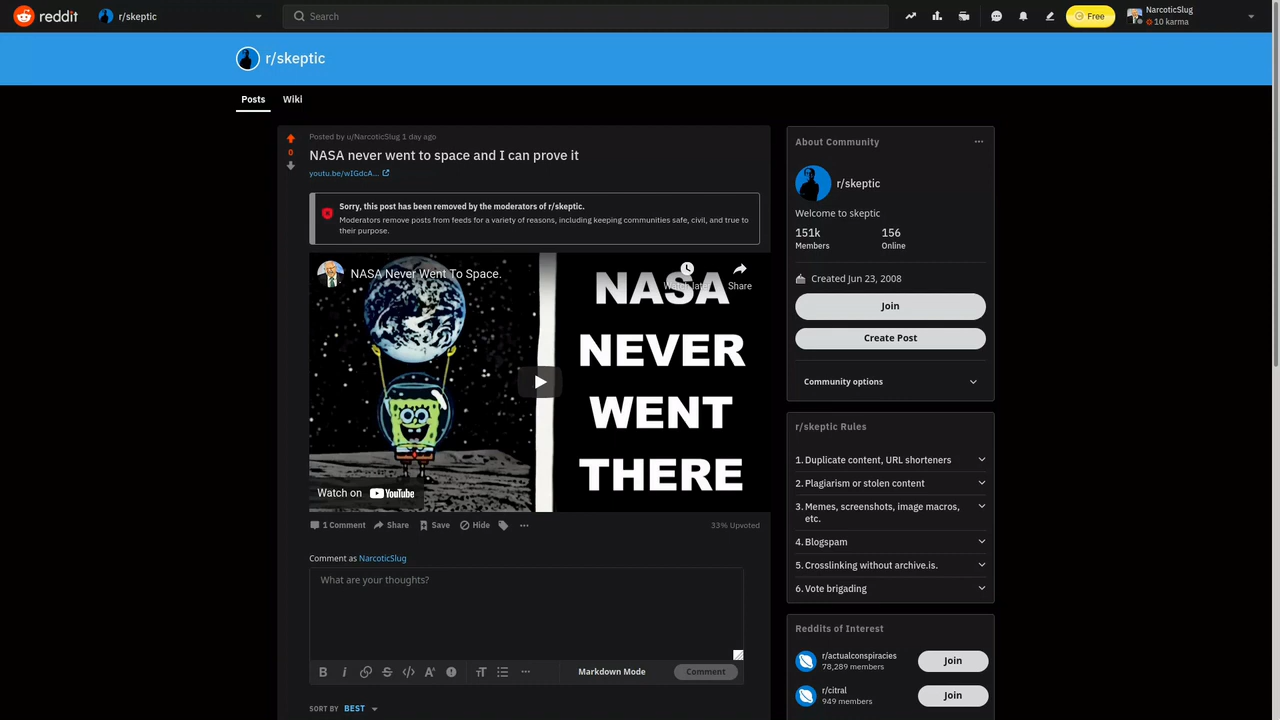 reddit
r/skeptic
Search
Free
NarcoticSlug
10 karma
r/skeptic
Posts
Wiki
Posted by u/NarcoticSlug 1 day ago
0
NASA never went to space and I can prove it
youtu.be/wIGdcA...
Sorry, this post has been removed by the moderators of r/skeptic.
Moderators remove posts from feeds for a variety of reasons, including keeping communities safe, civil, and true to
their purpose.
NASA Never Went To Space.
Watch later
Share
NASA
NEVER
WENT
THERE
Watch on YouTube
1 Comment
Share
Save
Hide
33% Upvoted
Comment as NarcoticSlug
What are your thoughts?
Markdown Mode
Comment
SORT BY BEST
About Community
r/skeptic
Welcome to skeptic
151k
156
Members
Online
Created Jun 23, 2008
Join
Create Post
Community options
r/skeptic Rules
1. Duplicate content, URL shorteners
2. Plagiarism or stolen content
3. Memes, screenshots, image macros,
etc.
4. Blogspam
5. Crosslinking without archive.is.
6. Vote brigading
Reddits of Interest
r/actualconspiracies
78,289 members
Join
r/citral
949 members
Join